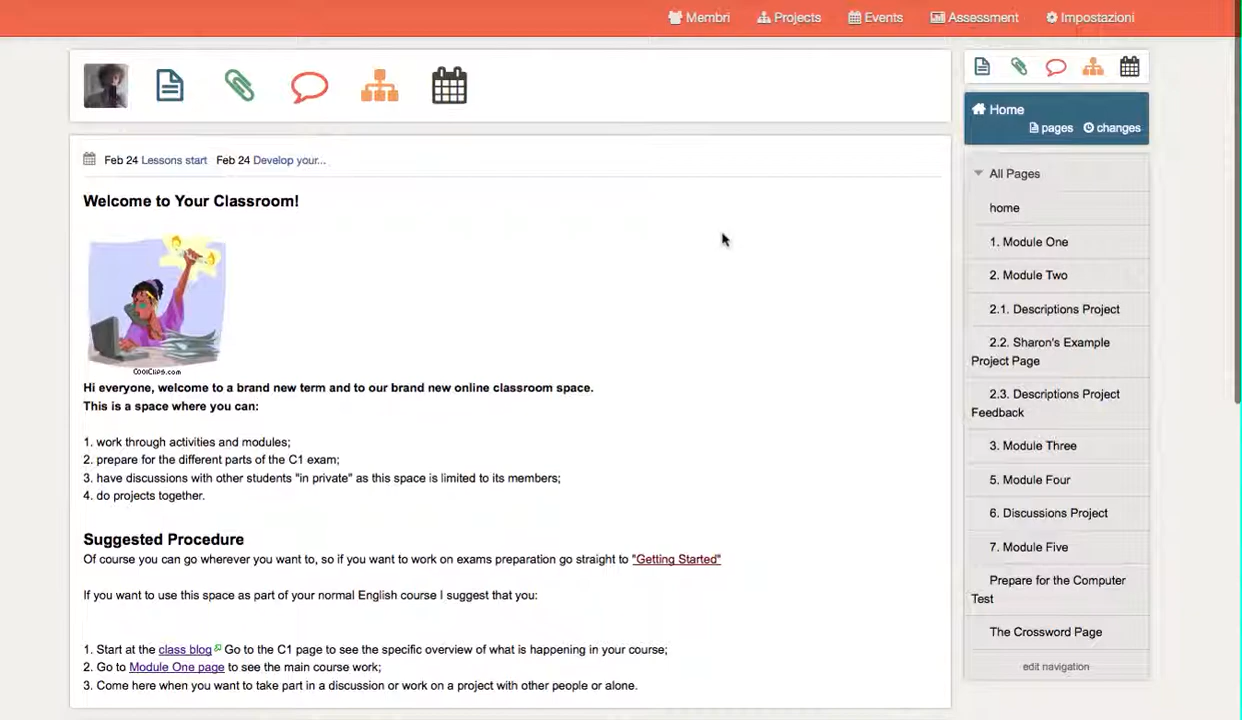 Membri Projects Events Assessment Impostazioni
Feb 24 Lessons start Feb 24 Develop your...
Welcome to Your Classroom!
COOLCLIPS.com
Hi everyone, welcome to a brand new term and to our brand new online classroom space.
This is a space where you can:
1. work through activities and modules;
2. prepare for the different parts of the C1 exam;
3. have discussions with other students "in private" as this space is limited to its members;
4. do projects together.
Suggested Procedure
Of course you can go wherever you want to, so if you want to work on exams preparation go straight to "Getting Started"
If you want to use this space as part of your normal English course I suggest that you:
1. Start at the class blog Go to the C1 page to see the specific overview of what is happening in your course;
2. Go to Module One page to see the main course work;
3. Come here when you want to take part in a discussion or work on a project with other people or alone.
Home
pages changes
All Pages
home
1. Module One
2. Module Two
2.1. Descriptions Project
2.2. Sharon's Example
Project Page
2.3. Descriptions Project
Feedback
3. Module Three
5. Module Four
6. Discussions Project
7. Module Five
Prepare for the Computer
Test
The Crossword Page
edit navigation